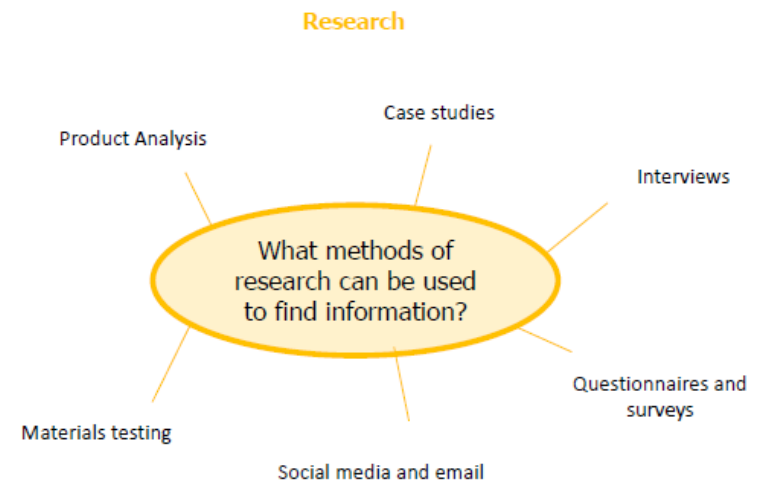 Research
Case studies
Product Analysis
Interviews
What methods of
research can be used
to find information?
Questionnaires and
surveys
Materials testing
Social media and email